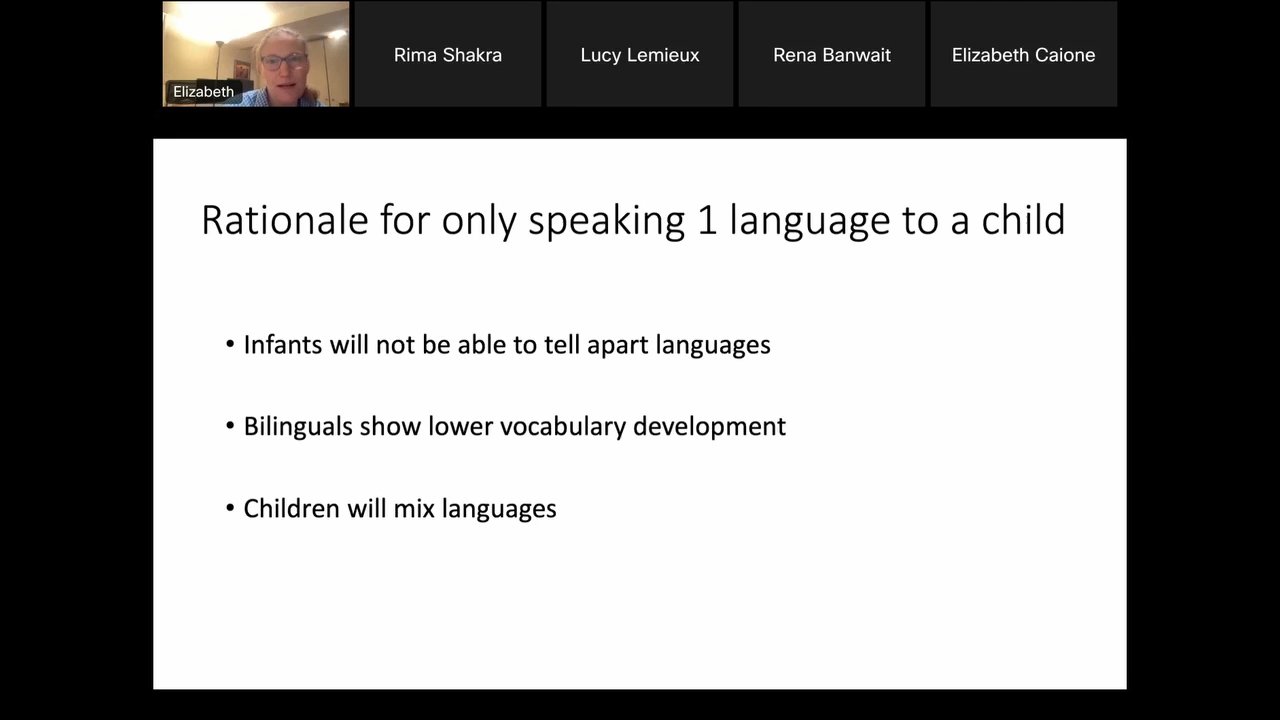 Elizabeth
Rima Shakra
Lucy Lemieux
Rena Banwait
Elizabeth Caione
Rationale for only speaking 1 language to a child
• Infants will not be able to tell apart languages
• Bilinguals show lower vocabulary development
• Children will mix languages